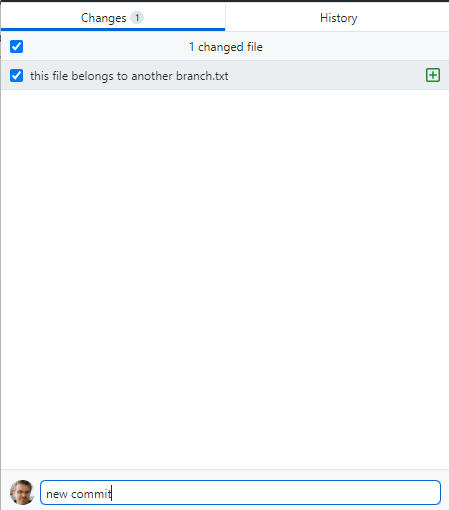 Changes 1
History
1 changed file
this file belongs to another branch.txt
new commit